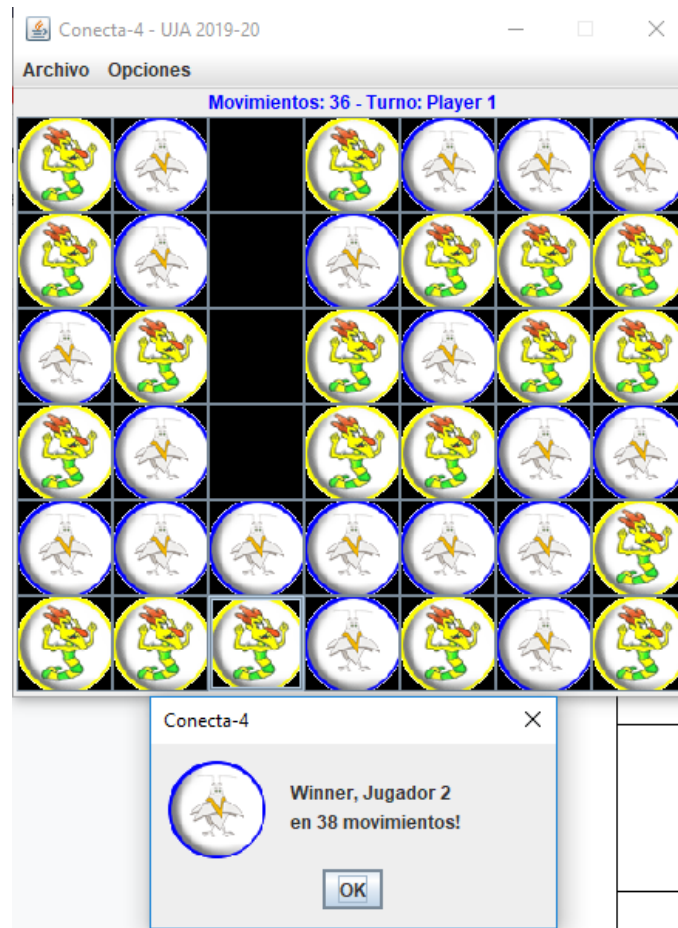 Conecta-4 - UJA 2019-20
Archivo Opciones
Movimientos: 36 - Turno: Player 1
Conecta-4
Winner, Jugador 2
en 38 movimientos!
OK